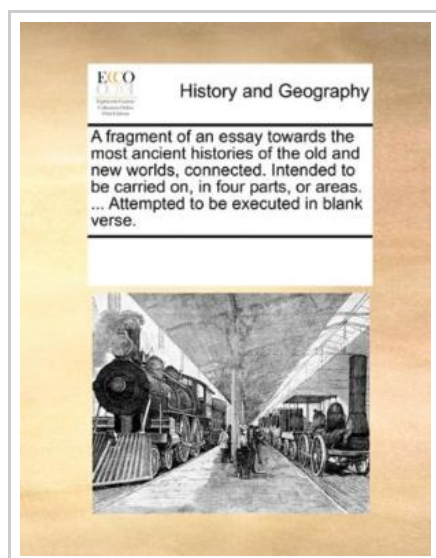 ECCO
History and Geography
A fragment of an essay towards the
most ancient histories of the old and
new worlds, connected. Intended to
be carried on, in four parts, or areas.
... Attempted to be executed in blank
verse.